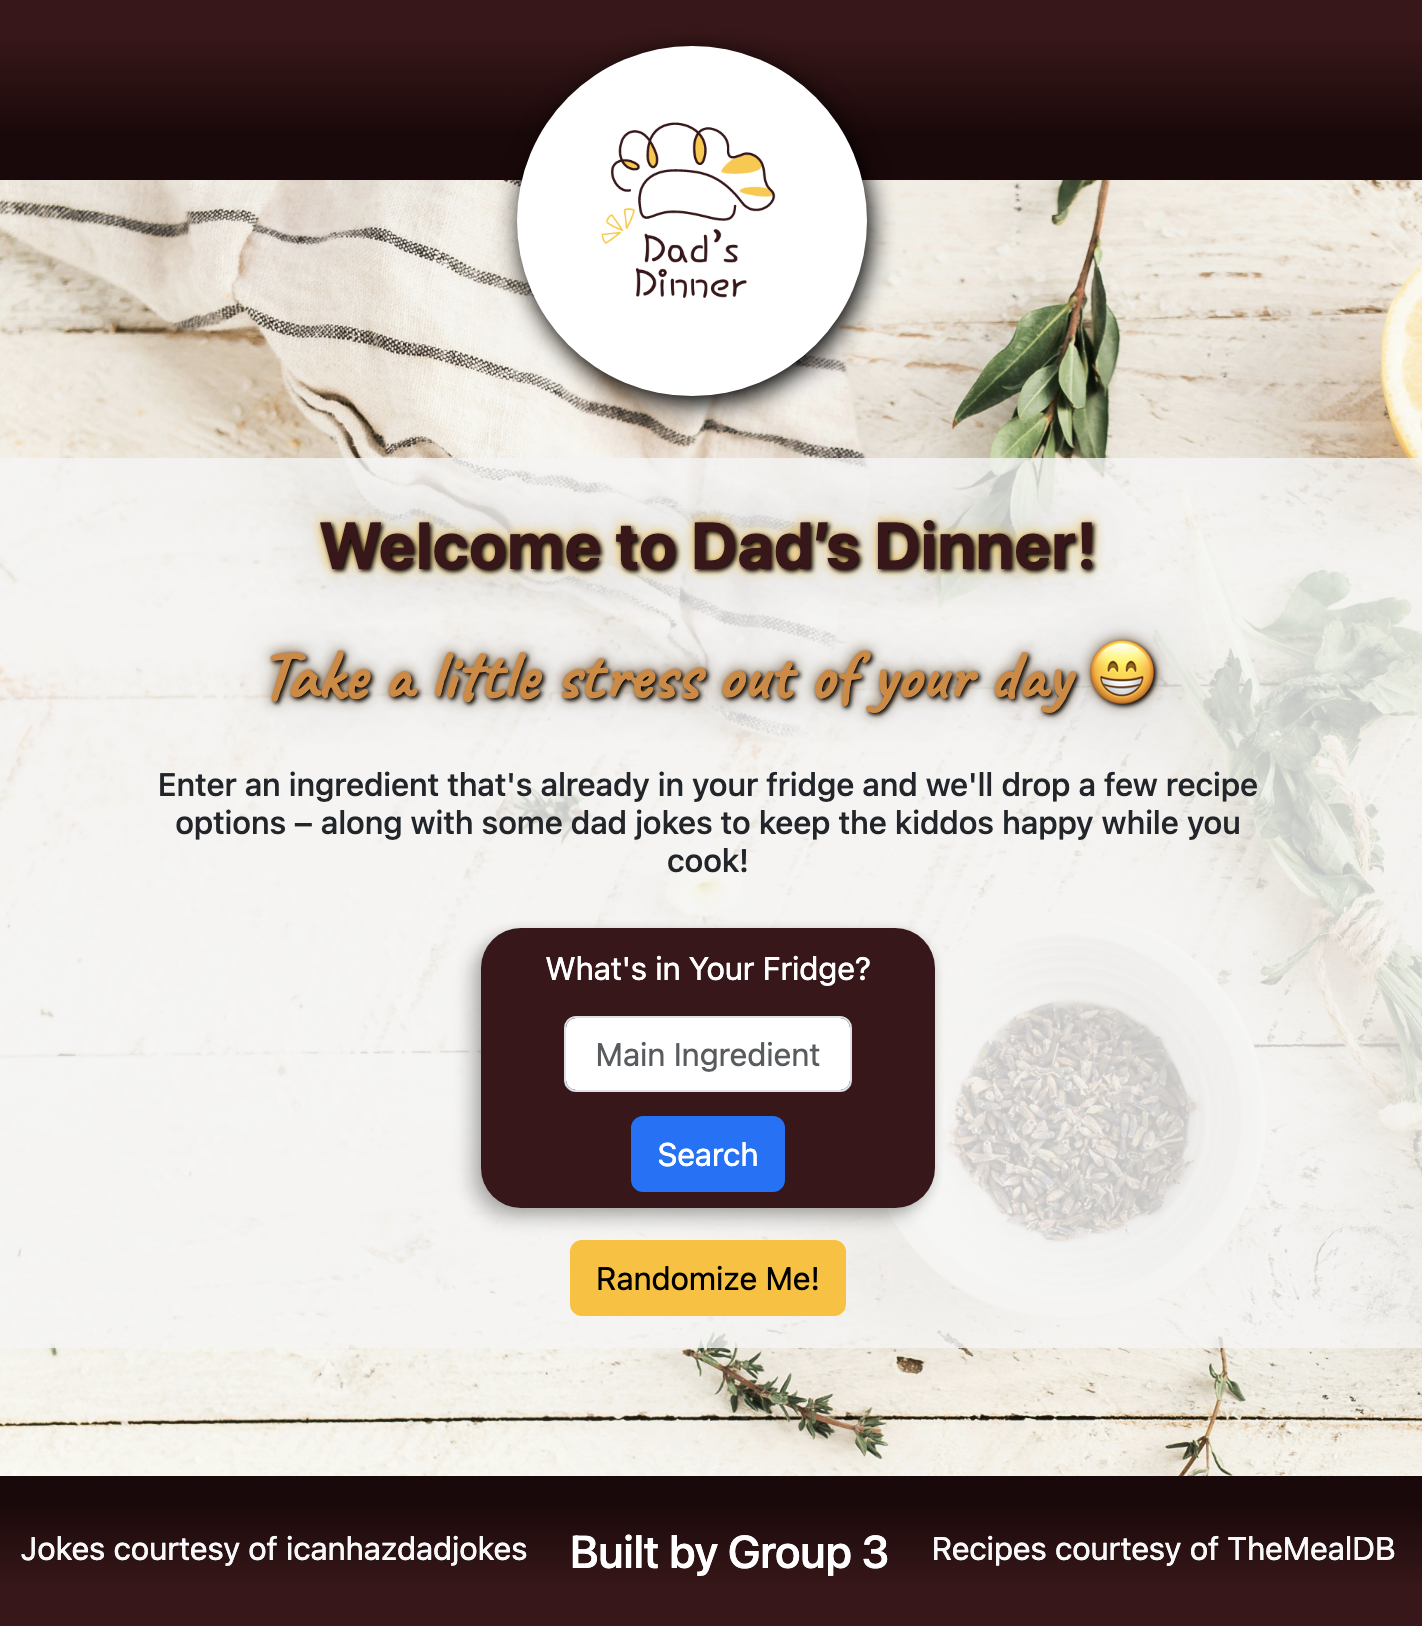 Dad's
Dinner
Welcome to Dad’s Dinner!
Take a little stress out of your day 😁
Enter an ingredient that's already in your fridge and we'll drop a few recipe
options – along with some dad jokes to keep the kiddos happy while you
cook!
What's in Your Fridge?
Main Ingredient
Search
Randomize Me!
Jokes courtesy of icanhazdadjokes
Built by Group 3
Recipes courtesy of TheMealDB